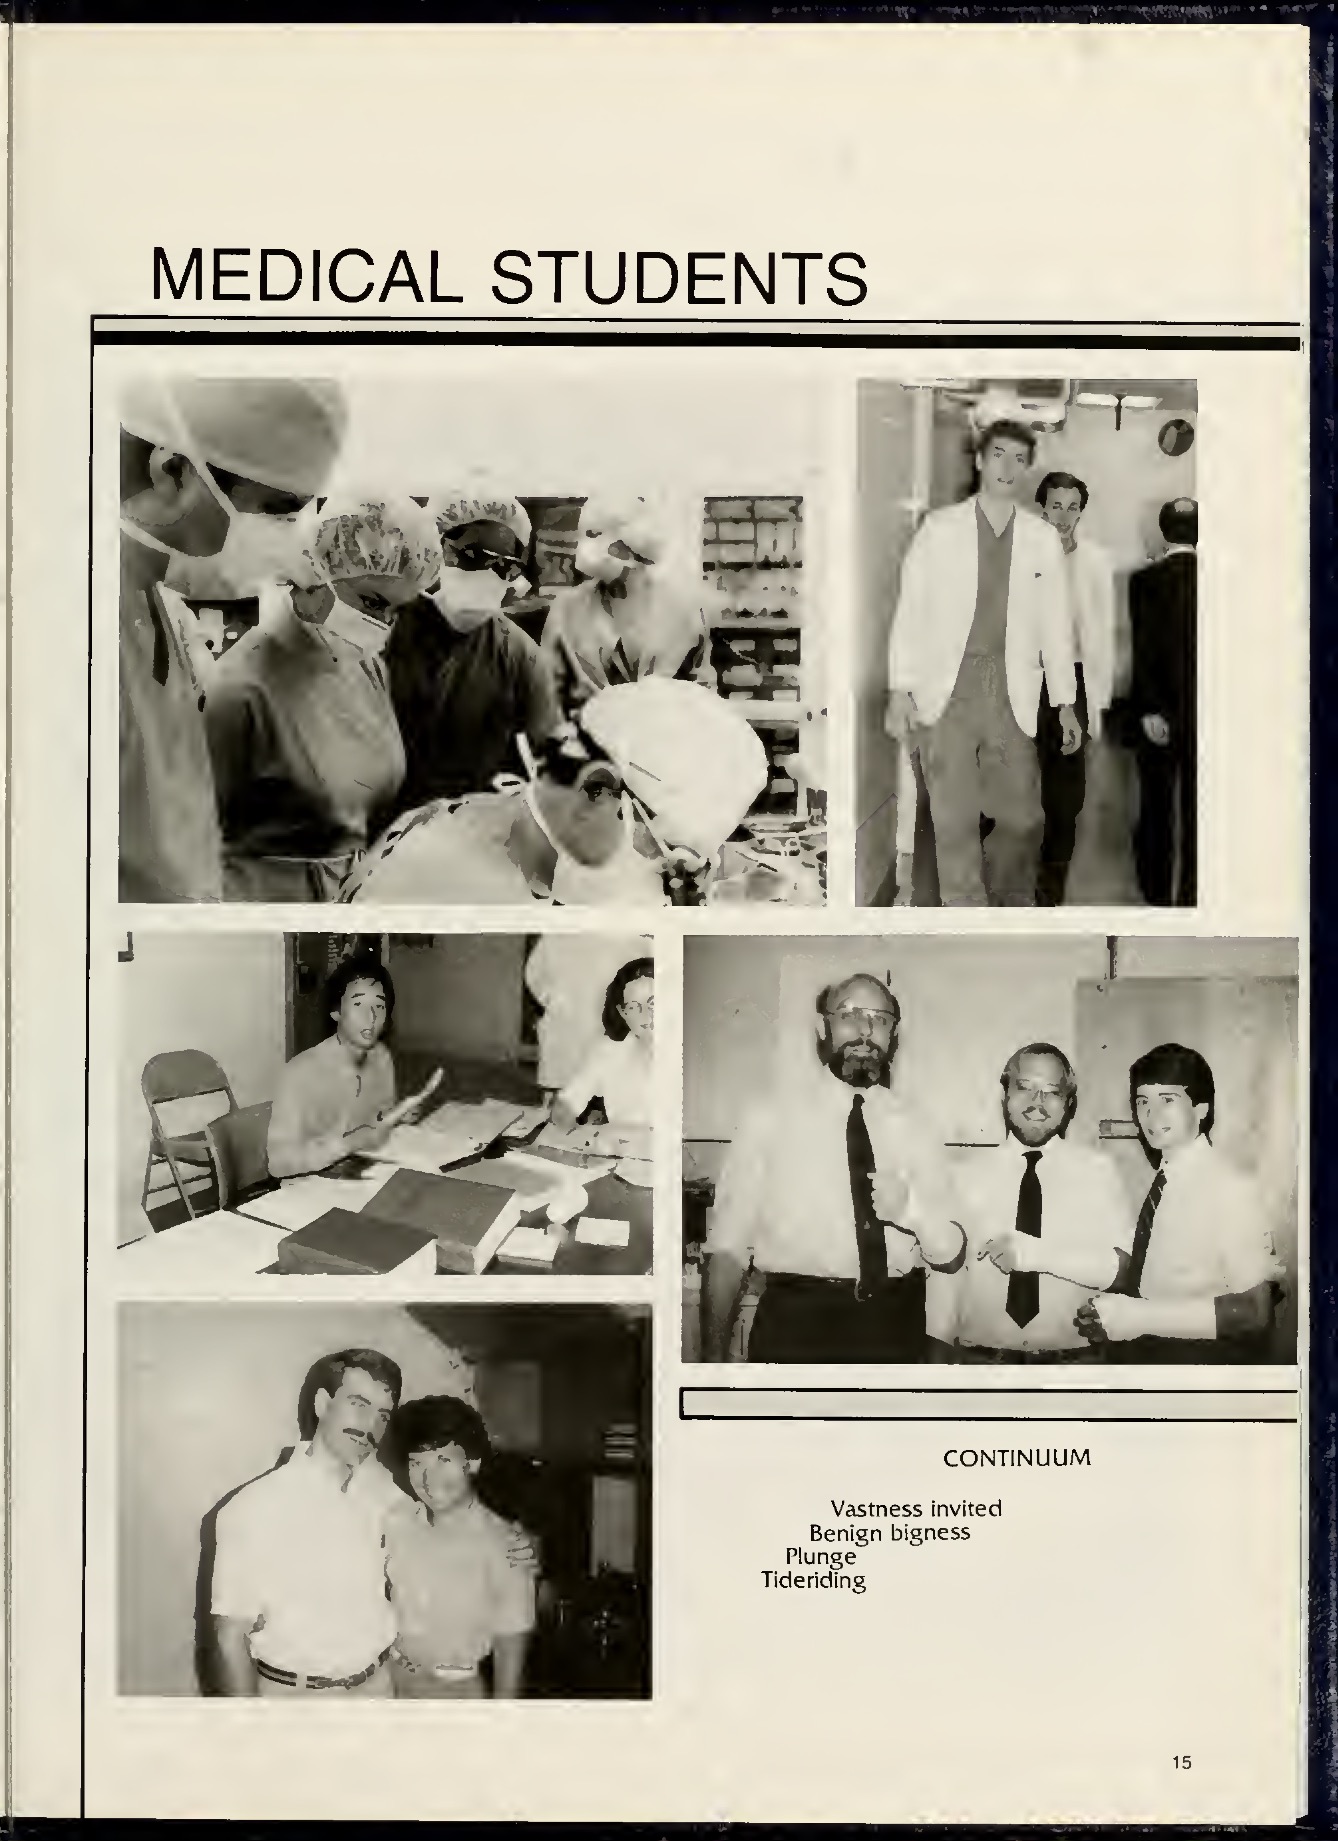 MEDICAL STUDENTS
CONTINUUM
Vastness invited
Benign bigness
Plunge
Tideriding
15